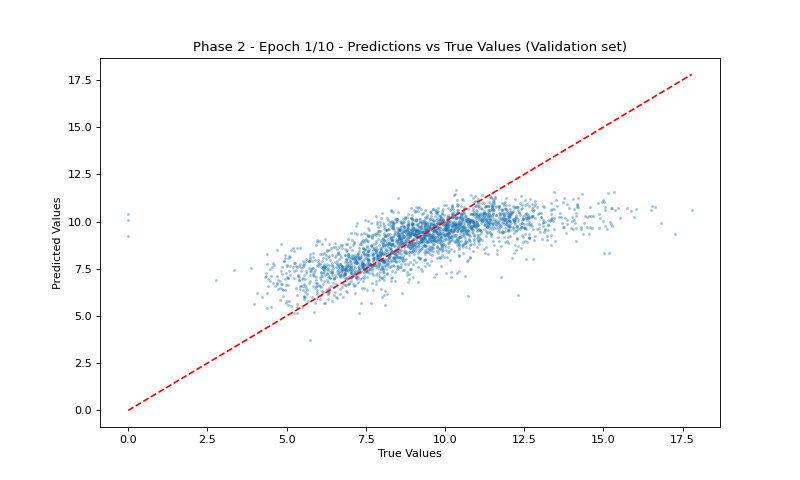 Phase 2 - Epoch 1/10 - Predictions vs True Values (Validation set)
17.5
15.0
12.5
10.0
7.5
5.0
2.5
0.0
Predicted Values
0.0 2.5 5.0 7.5 10.0 12.5 15.0 17.5
True Values